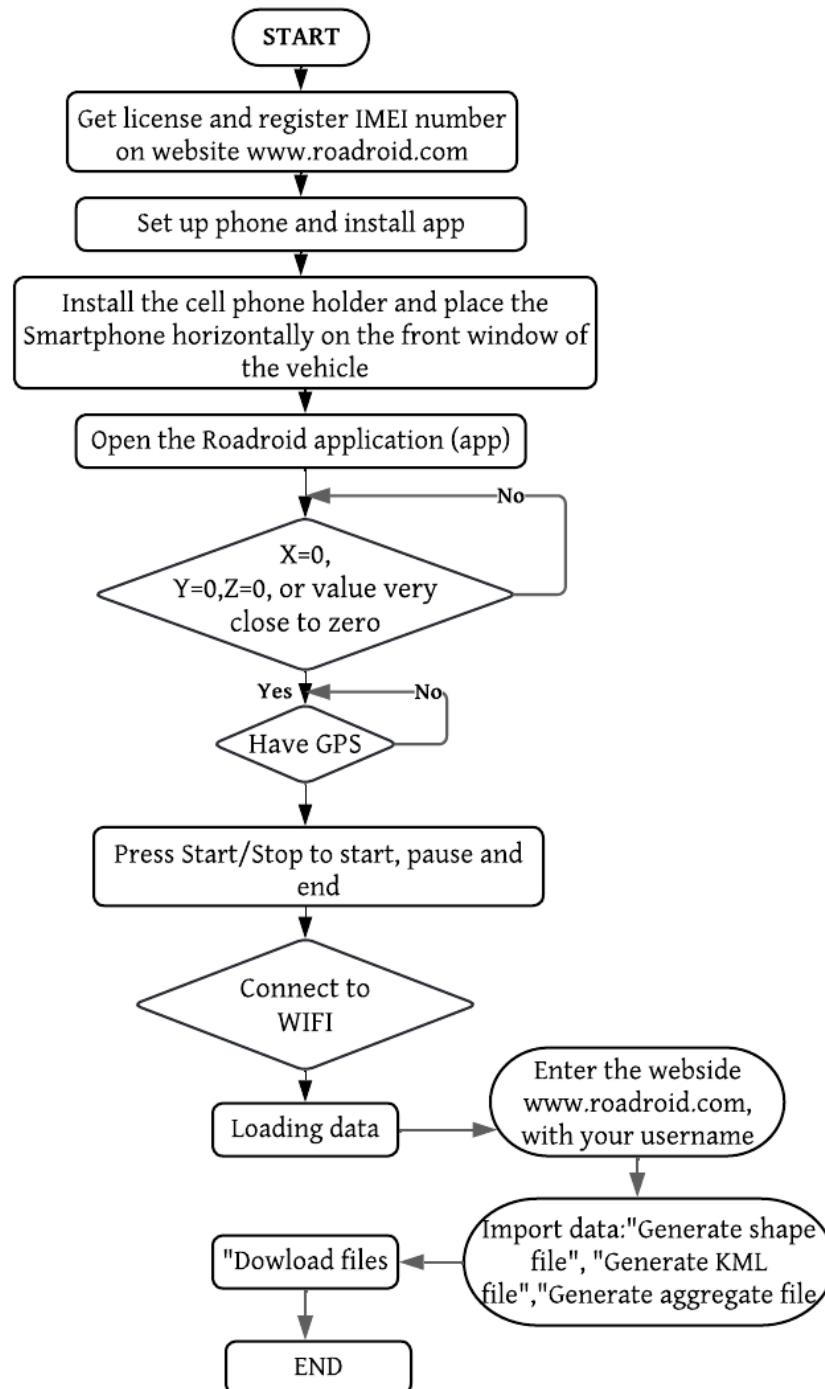 START
Get license and register IMEI number
on website www.roadroid.com
Set up phone and install app
Install the cell phone holder and place the
Smartphone horizontally on the front window of
the vehicle
Open the Roadroid application (app)
No
X=0,
Y=0,Z=0, or value very
close to zero
Yes
No
Have GPS
Press Start/Stop to start, pause and
end
Connect to
WIFI
Loading data
Enter the webside
www.roadroid.com,
with your username
Import data:"Generate shape
file", "Generate KML
file","Generate aggregate file
"Dowload files
END